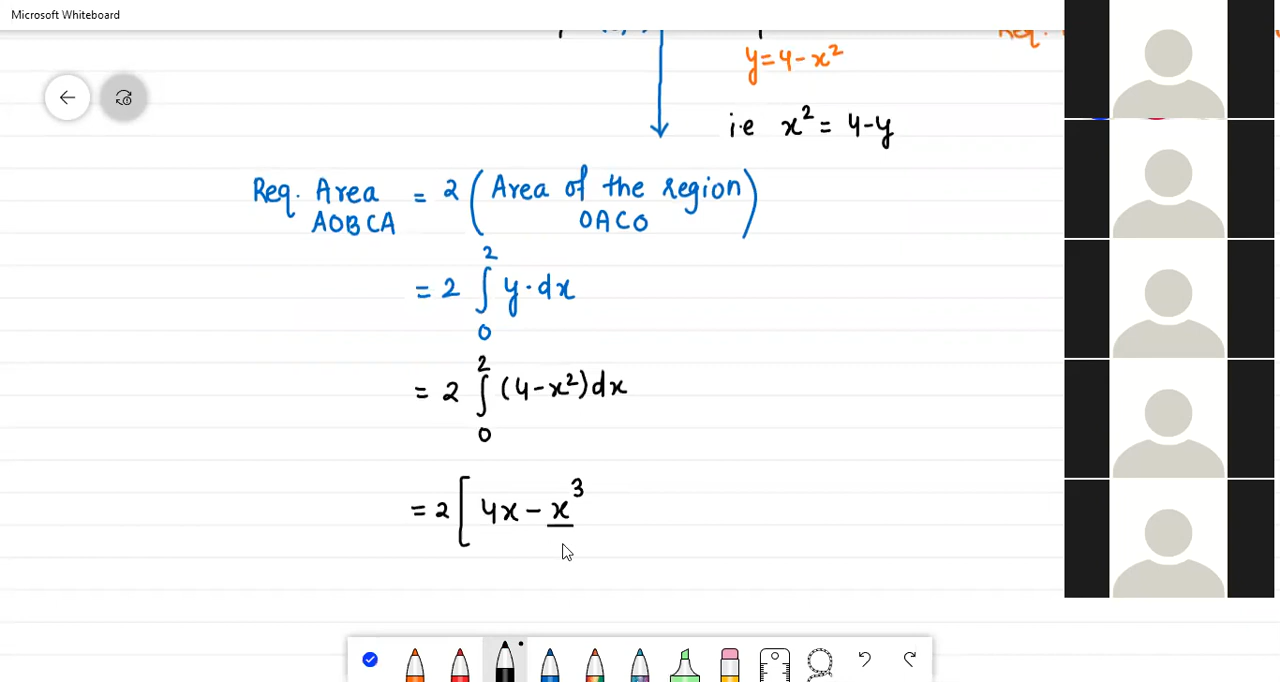 Microsoft Whiteboard
Req.
y = 4 - x²
i.e x² = 4 - y
Req. Area = 2 ( Area of the region )
AOBCA OACO
= 2 ∫₀² y · dx
= 2 ∫₀² (4 - x²) dx
= 2 [ 4x - x³